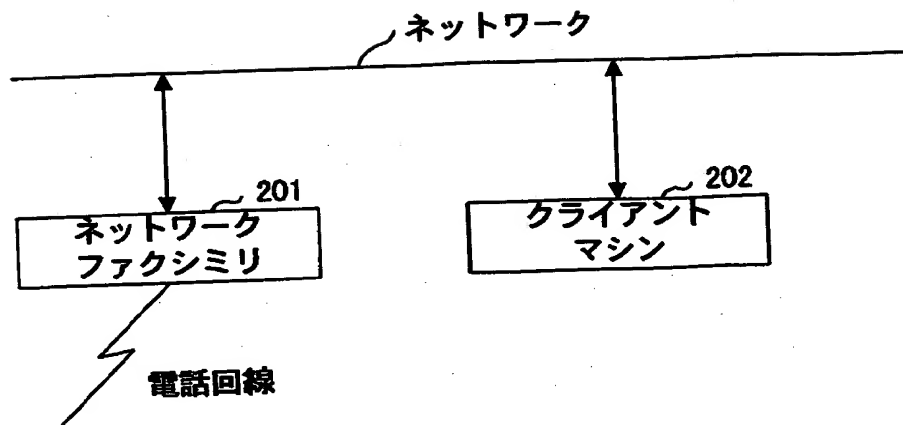 ネットワーク
201
ネットワーク
ファクシミリ
202
クライアント
マシン
電話回線